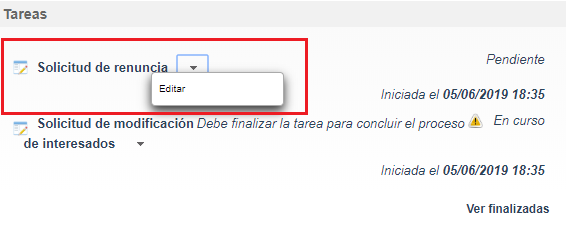 Tareas
Solicitud de renuncia
Pendiente
Editar
Iniciada el 05/06/2019 18:35
Solicitud de modificación Debe finalizar la tarea para concluir el proceso En curso
de interesados
Iniciada el 05/06/2019 18:35
Ver finalizadas